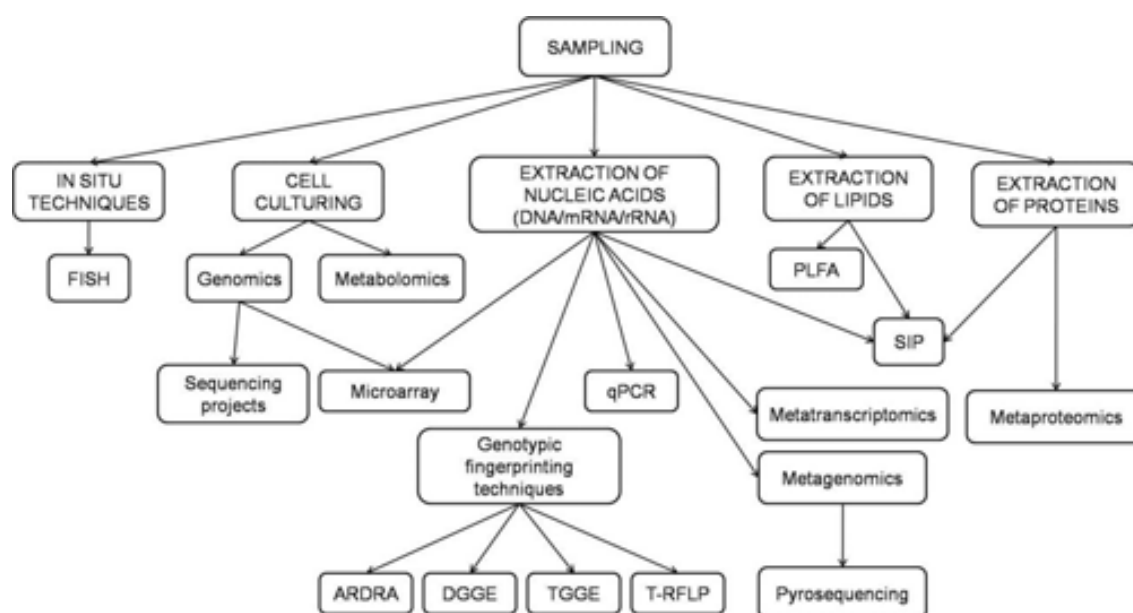 SAMPLING
IN SITU
TECHNIQUES
CELL
CULTURING
EXTRACTION OF
NUCLEIC ACIDS
(DNA/mRNA/rRNA)
EXTRACTION
OF LIPIDS
EXTRACTION
OF PROTEINS
FISH
Genomics
Metabolomics
PLFA
SIP
Sequencing
projects
Microarray
qPCR
Metatranscriptomics
Metaproteomics
Genotypic
fingerprinting
techniques
Metagenomics
ARDRA
DGGE
TGGE
T-RFLP
Pyrosequencing